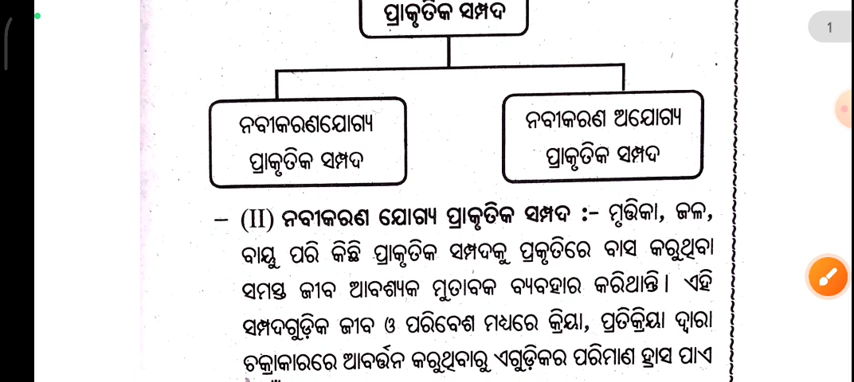 1
ପ୍ରାକୃତିକ ସମ୍ପଦ
ନବୀକରଣଯୋଗ୍ୟ
ପ୍ରାକୃତିକ ସମ୍ପଦ
ନବୀକରଣ ଅଯୋଗ୍ୟ
ପ୍ରାକୃତିକ ସମ୍ପଦ
– (II) ନବୀକରଣ ଯୋଗ୍ୟ ପ୍ରାକୃତିକ ସମ୍ପଦ :- ମୃତ୍ତିକା, ଜଳ,
ବାୟୁ ପରି କିଛି ପ୍ରାକୃତିକ ସମ୍ପଦକୁ ପ୍ରକୃତିରେ ବାସ କରୁଥିବା
ସମସ୍ତ ଜୀବ ଆବଶ୍ୟକ ମୁତାବକ ବ୍ୟବହାର କରିଥାନ୍ତି। ଏହି
ସମ୍ପଦଗୁଡ଼ିକ ଜୀବ ଓ ପରିବେଶ ମଧ୍ୟରେ କ୍ରିୟା, ପ୍ରତିକ୍ରିୟା ଦ୍ୱାରା
ଚକ୍ରାକାରରେ ଆବର୍ତ୍ତନ କରୁଥିବାରୁ ଏଗୁଡ଼ିକର ପରିମାଣ ହ୍ରାସ ପାଏ